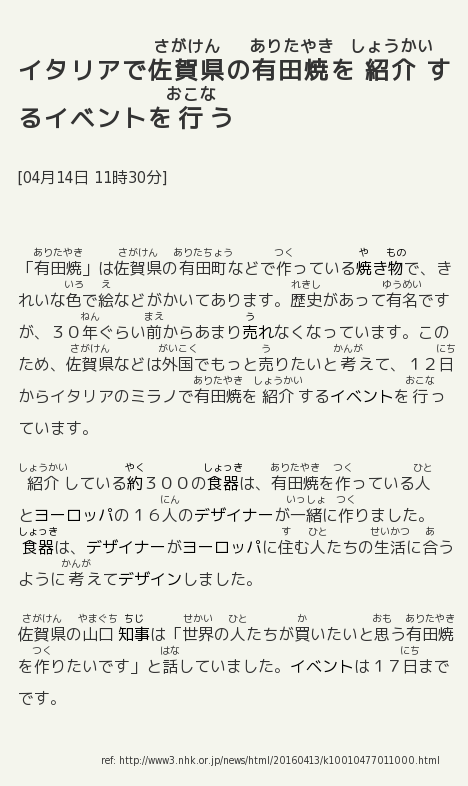 イタリアで佐賀県の有田焼を紹介す
るイベントを行う
[04月14日 11時30分]
「有田焼」は佐賀県の有田町などで作っている焼き物で、き
れいな色で絵などがかいてあります。歴史があって有名です
が、３０年ぐらい前からあまり売れなくなっています。この
ため、佐賀県などは外国でもっと売りたいと考えて、１２日
からイタリアのミラノで有田焼を紹介するイベントを行っ
ています。
紹介している約３００の食器は、有田焼を作っている人
とヨーロッパの１６人のデザイナーが一緒に作りました。
食器は、デザイナーがヨーロッパに住む人たちの生活に合う
ように考えてデザインしました。
佐賀県の山口知事は「世界の人たちが買いたいと思う有田焼
を作りたいです」と話していました。イベントは１７日まで
です。
ref: http://www3.nhk.or.jp/news/html/20160413/k10010477011000.html